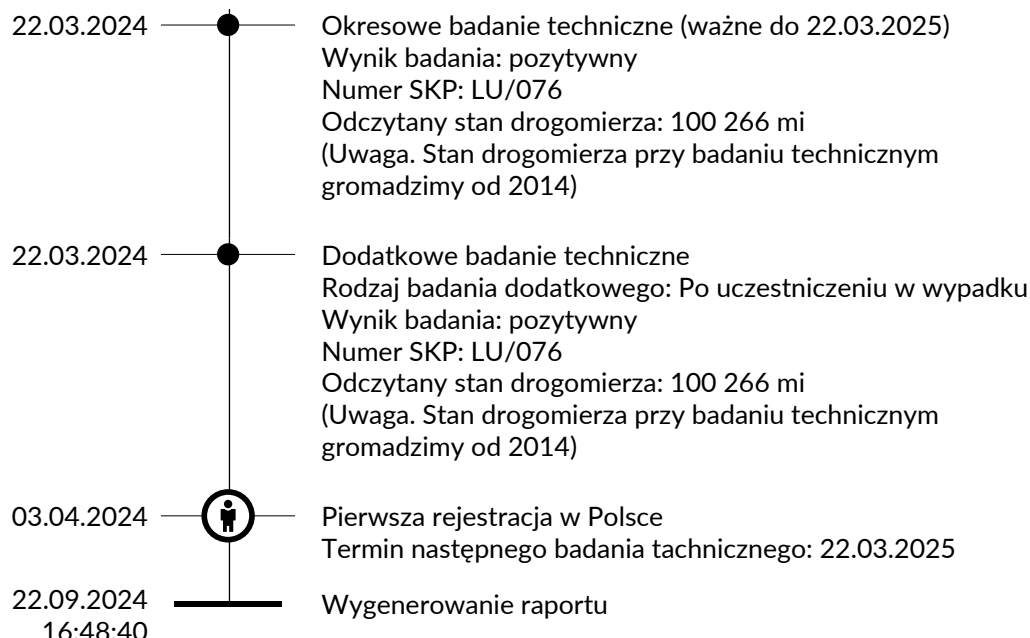 22.03.2024 Okresowe badanie techniczne (ważne do 22.03.2025)
Wynik badania: pozytywny
Numer SKP: LU/076
Odczytany stan drogomierza: 100 266 mi
(Uwaga. Stan drogomierza przy badaniu technicznym
gromadzimy od 2014)
22.03.2024 Dodatkowe badanie techniczne
Rodzaj badania dodatkowego: Po uczestniczeniu w wypadku
Wynik badania: pozytywny
Numer SKP: LU/076
Odczytany stan drogomierza: 100 266 mi
(Uwaga. Stan drogomierza przy badaniu technicznym
gromadzimy od 2014)
03.04.2024 Pierwsza rejestracja w Polsce
Termin następnego badania tachnicznego: 22.03.2025
22.09.2024 Wygenerowanie raportu
16:48:40